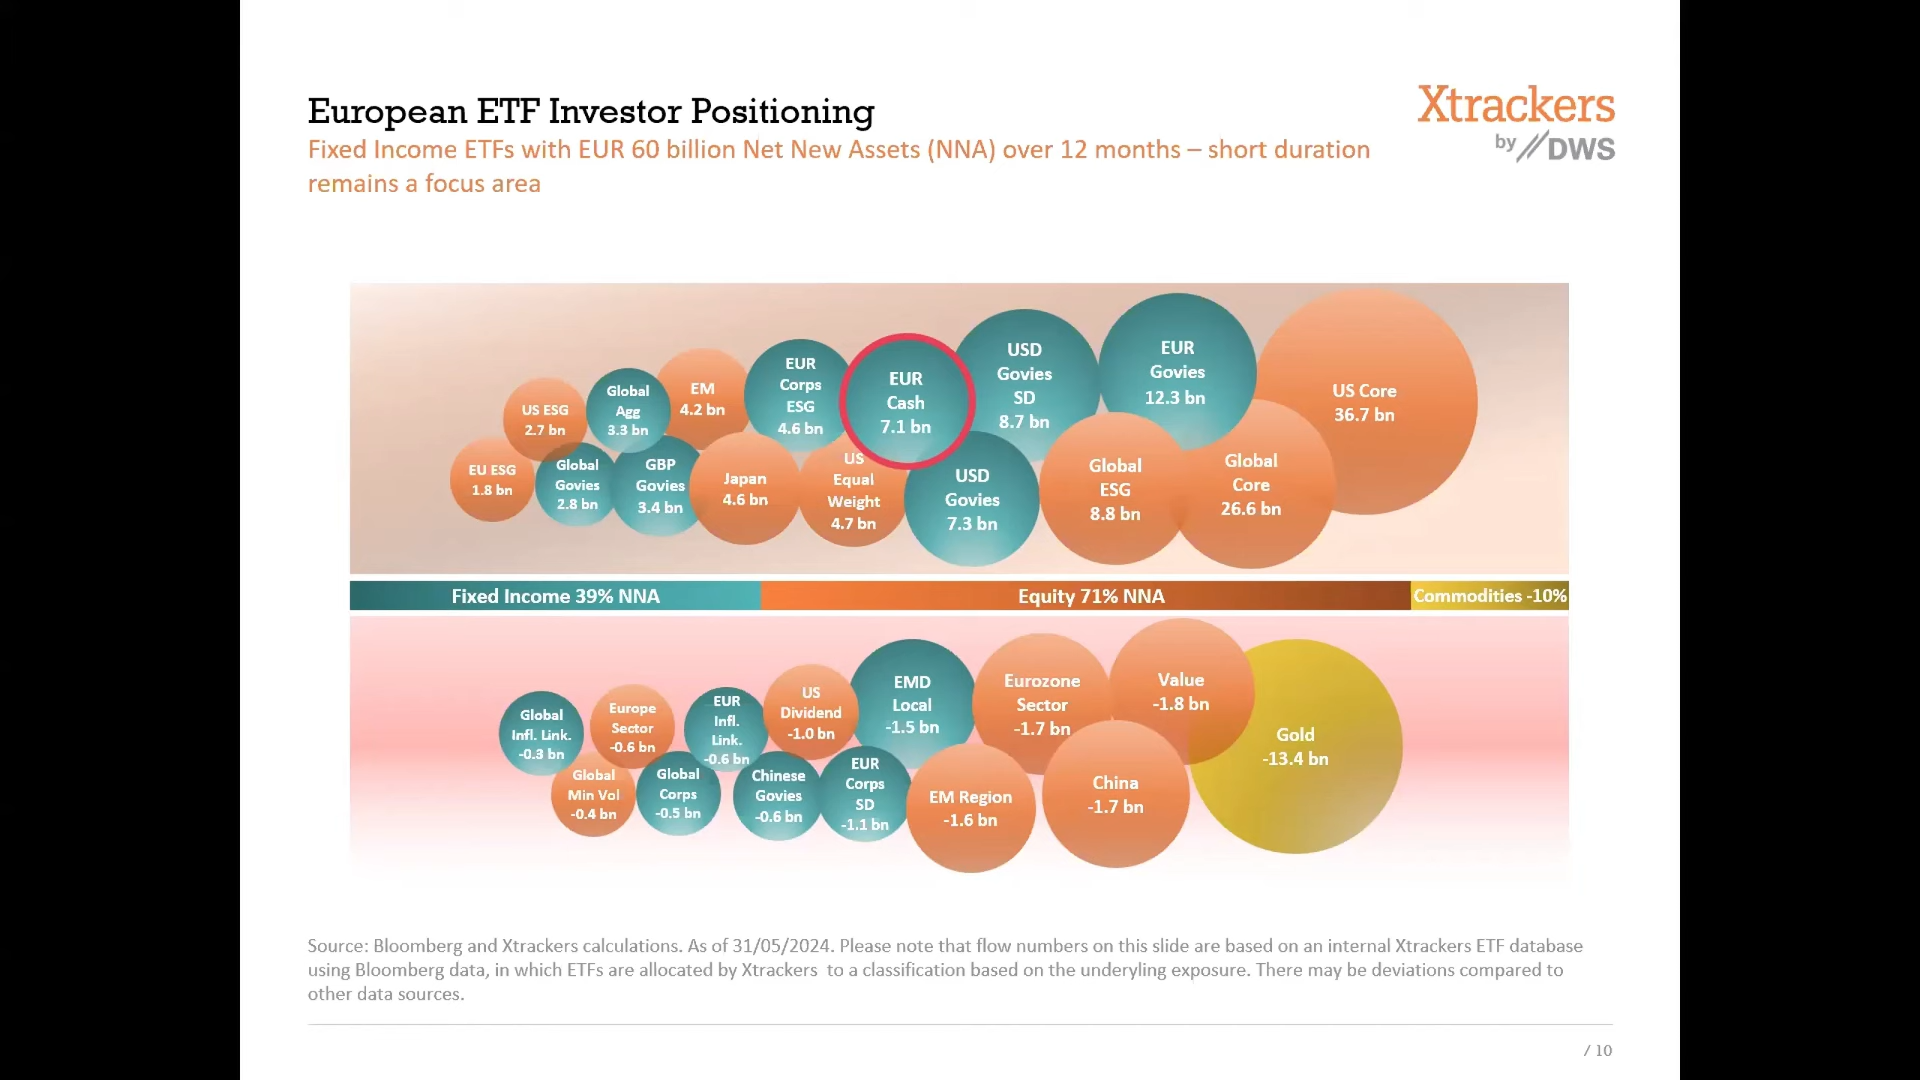 European ETF Investor Positioning
Fixed Income ETFs with EUR 60 billion Net New Assets (NNA) over 12 months – short duration
remains a focus area
Xtrackers
by DWS
EU ESG
1.8 bn
US ESG
2.7 bn
Global
Govies
2.8 bn
Global
Agg
3.3 bn
GBP
Govies
3.4 bn
EM
4.2 bn
Japan
4.6 bn
EUR
Corps
ESG
4.6 bn
US
Equal
Weight
4.7 bn
EUR
Cash
7.1 bn
USD
Govies
7.3 bn
USD
Govies
SD
8.7 bn
Global
ESG
8.8 bn
EUR
Govies
12.3 bn
Global
Core
26.6 bn
US Core
36.7 bn
Fixed Income 39% NNA
Equity 71% NNA
Commodities -10%
Global
Infl. Link.
-0.3 bn
Global
Min Vol
-0.4 bn
Europe
Sector
-0.6 bn
Global
Corps
-0.5 bn
EUR
Infl.
Link.
-0.6 bn
Chinese
Govies
-0.6 bn
US
Dividend
-1.0 bn
EUR
Corps
SD
-1.1 bn
EMD
Local
-1.5 bn
EM Region
-1.6 bn
Eurozone
Sector
-1.7 bn
China
-1.7 bn
Value
-1.8 bn
Gold
-13.4 bn
Source: Bloomberg and Xtrackers calculations. As of 31/05/2024. Please note that flow numbers on this slide are based on an internal Xtrackers ETF database
using Bloomberg data, in which ETFs are allocated by Xtrackers to a classification based on the underyling exposure. There may be deviations compared to
other data sources.
/ 10